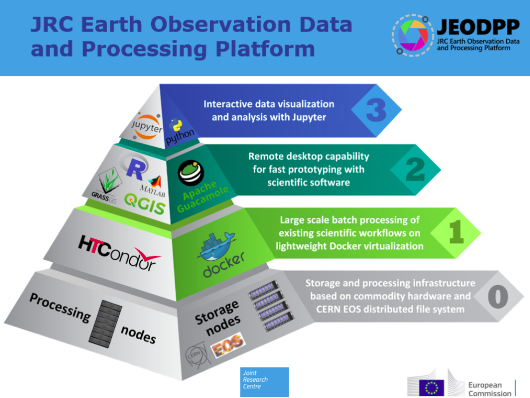 JRC Earth Observation Data
and Processing Platform
JEODPP
JRC Earth Observation Data
and Processing Platform
Interactive data visualization
and analysis with Jupyter
3
jupyter
python
Remote desktop capability
for fast prototyping with
scientific software
2
R
GRASS
MATLAB
QGIS
Apache
Guacamole
Large scale batch processing of
existing scientific workflows on
lightweight Docker virtualization
1
HTCondor
docker
Storage and processing infrastructure
based on commodity hardware and
CERN EOS distributed file system
0
Processing
nodes
Storage
nodes
CERN
EOS
Joint
Research
Centre
European
Commission